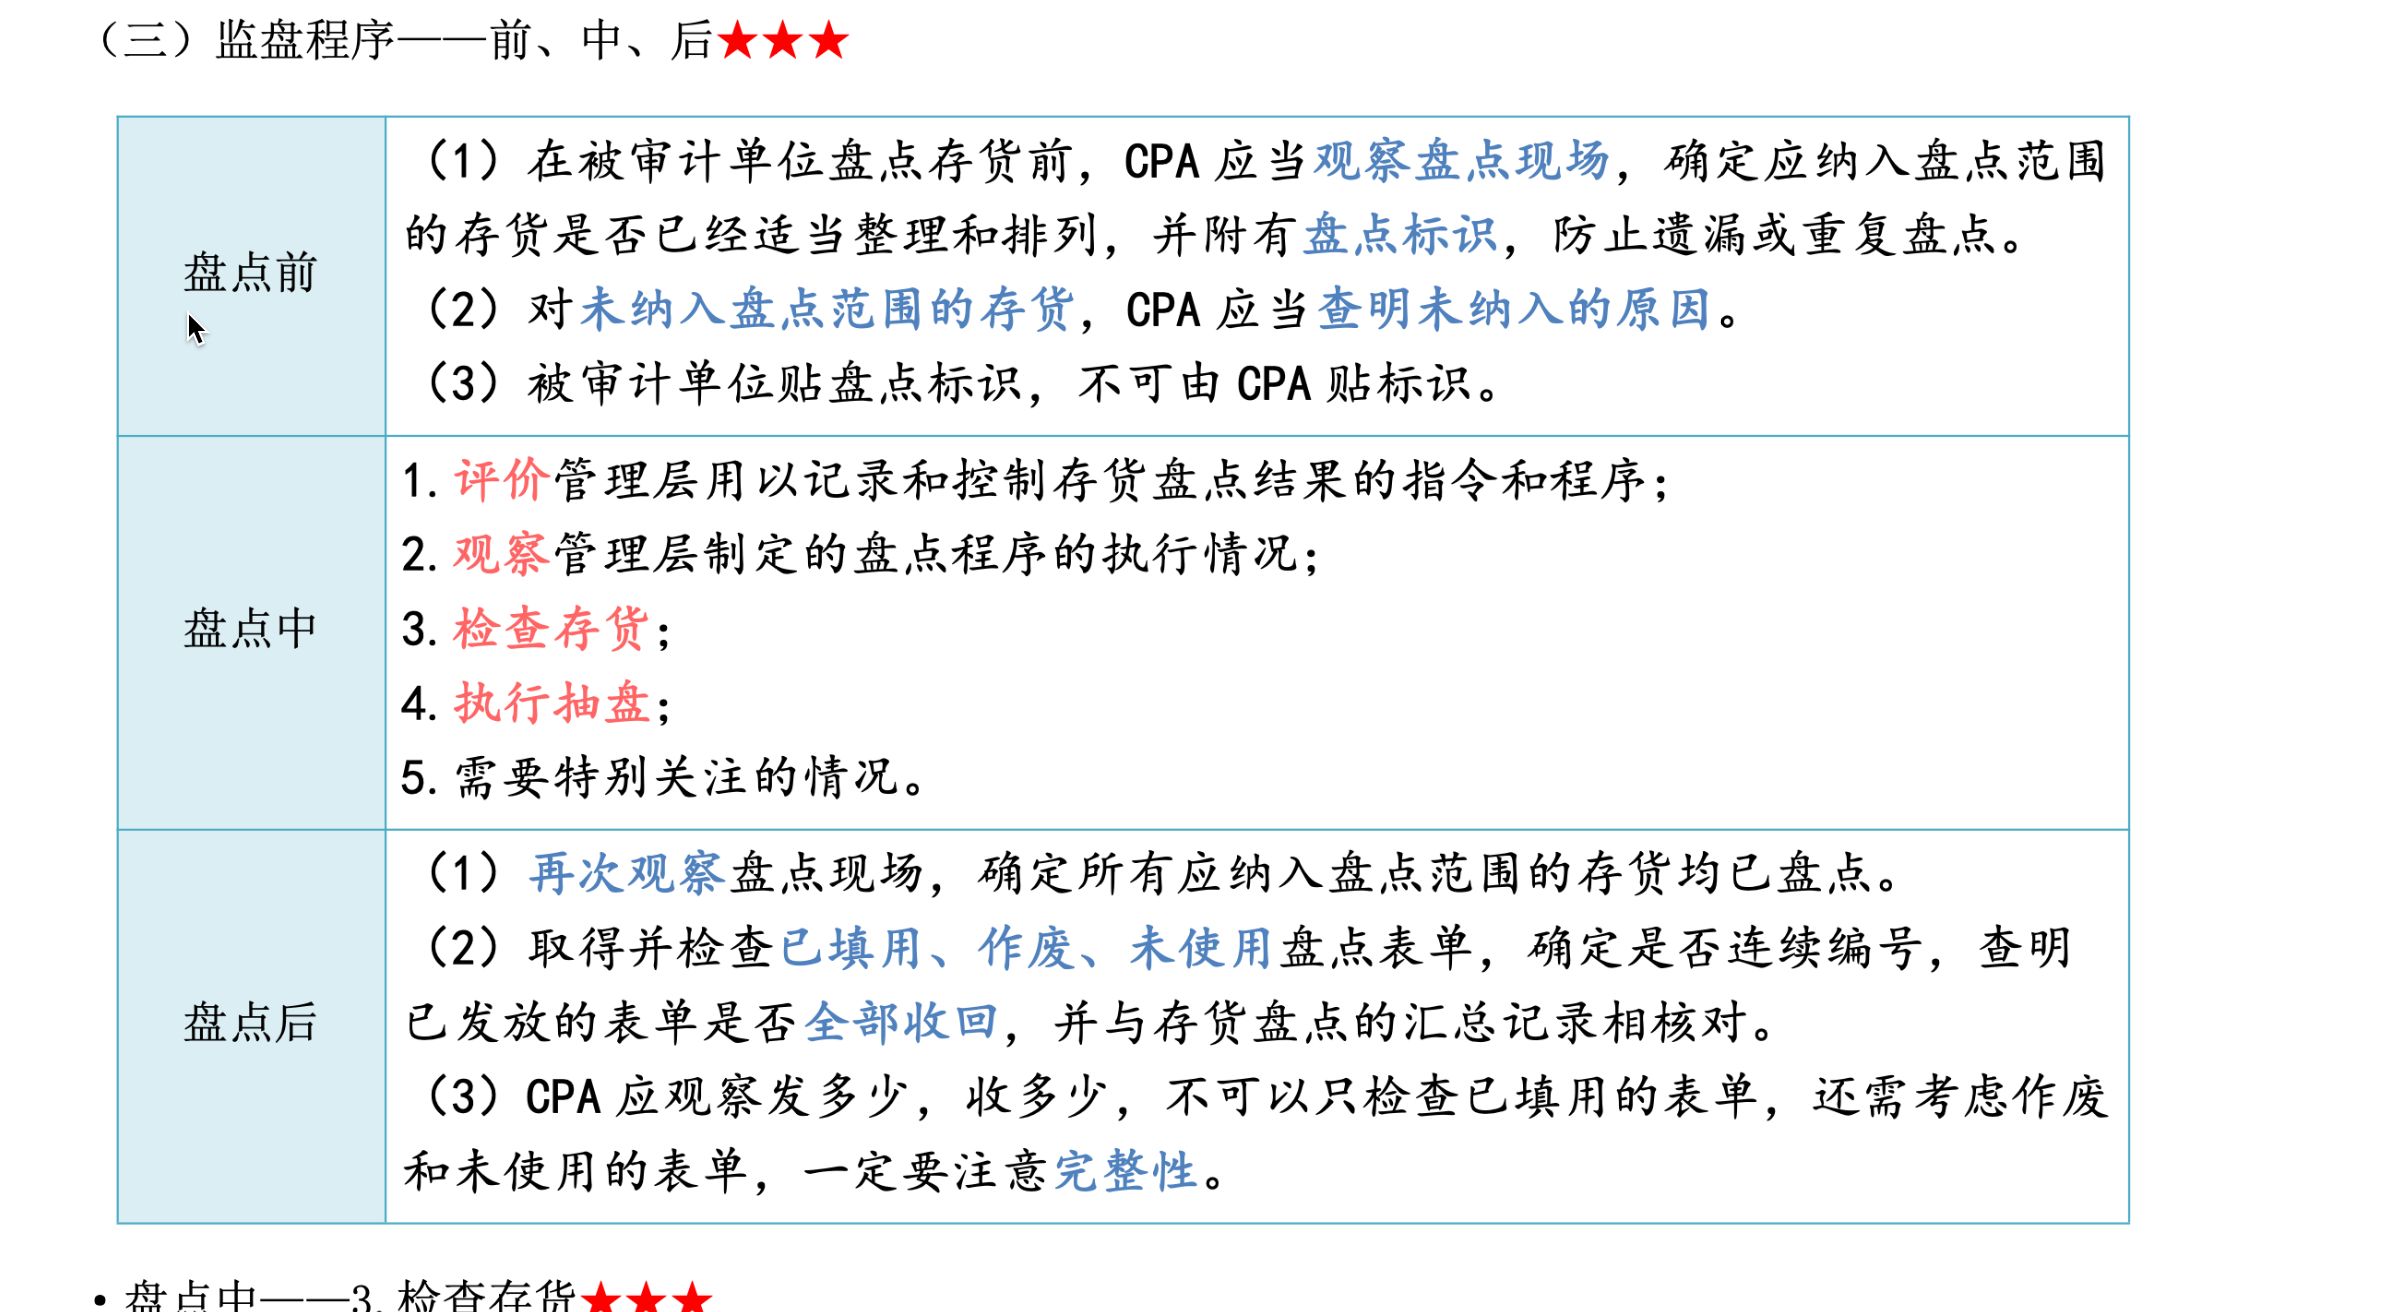 （三）监盘程序——前、中、后★★★
盘点前
（1）在被审计单位盘点存货前，CPA 应当观察盘点现场，确定应纳入盘点范围
的存货是否已经适当整理和排列，并附有盘点标识，防止遗漏或重复盘点。
（2）对未纳入盘点范围的存货，CPA 应当查明未纳入的原因。
（3）被审计单位贴盘点标识，不可由 CPA 贴标识。
盘点中
1. 评价管理层用以记录和控制存货盘点结果的指令和程序；
2. 观察管理层制定的盘点程序的执行情况；
3. 检查存货；
4. 执行抽盘；
5. 需要特别关注的情况。
盘点后
（1）再次观察盘点现场，确定所有应纳入盘点范围的存货均已盘点。
（2）取得并检查已填用、作废、未使用盘点表单，确定是否连续编号，查明
已发放的表单是否全部收回，并与存货盘点的汇总记录相核对。
（3）CPA 应观察发多少，收多少，不可以只检查已填用的表单，还需考虑作废
和未使用的表单，一定要注意完整性。
• 盘点中——3. 检查存货★★★